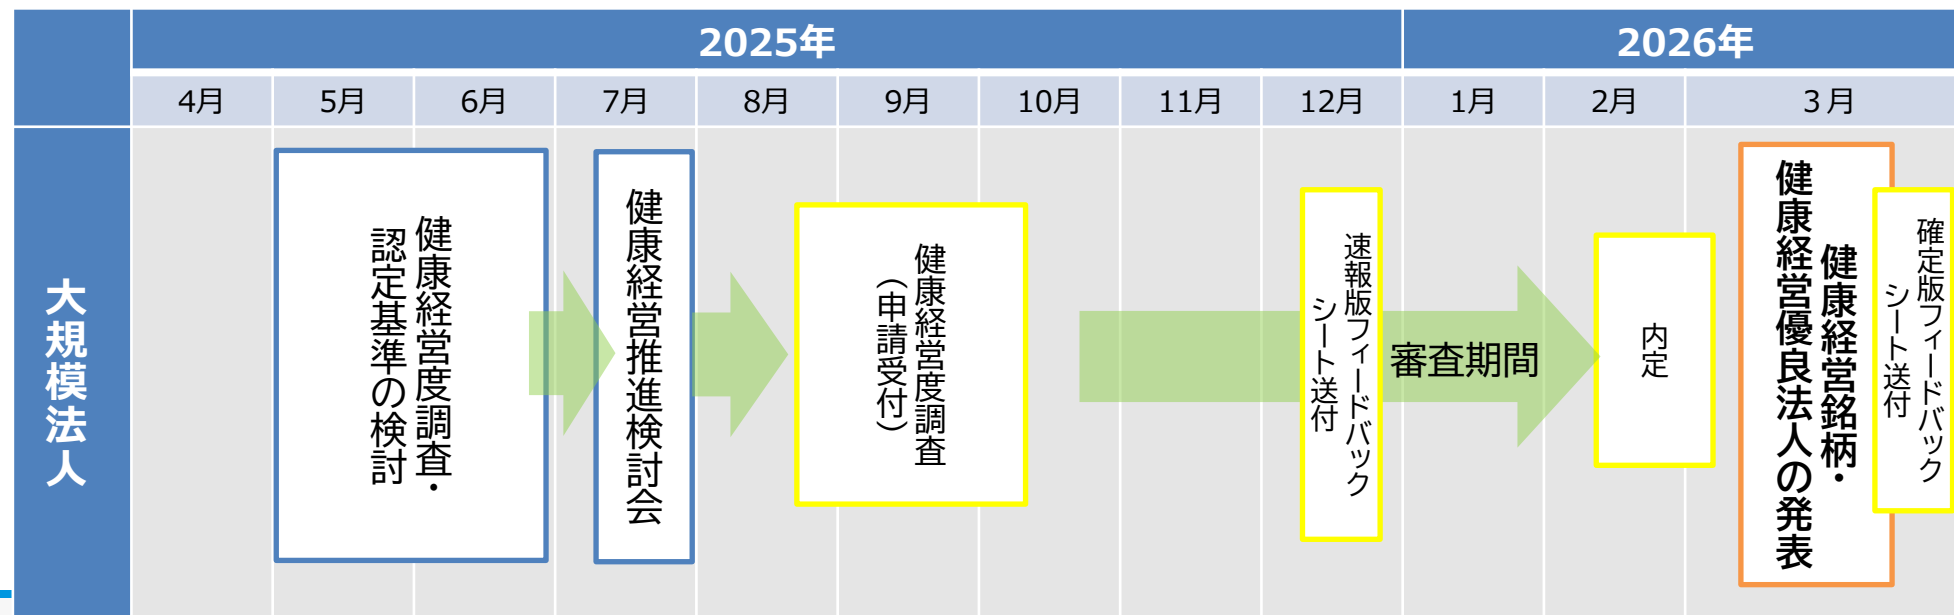 2025年
2026年
4月
5月
6月
7月
8月
9月
10月
11月
12月
1月
2月
３月
大規模法人
健康経営度調査・
認定基準の検討
健康経営推進検討会
健康経営度調査
（申請受付）
速報版フィードバック
シート送付
審査期間
内定
健康経営銘柄・
健康経営優良法人の発表
確定版フィードバック
シート送付